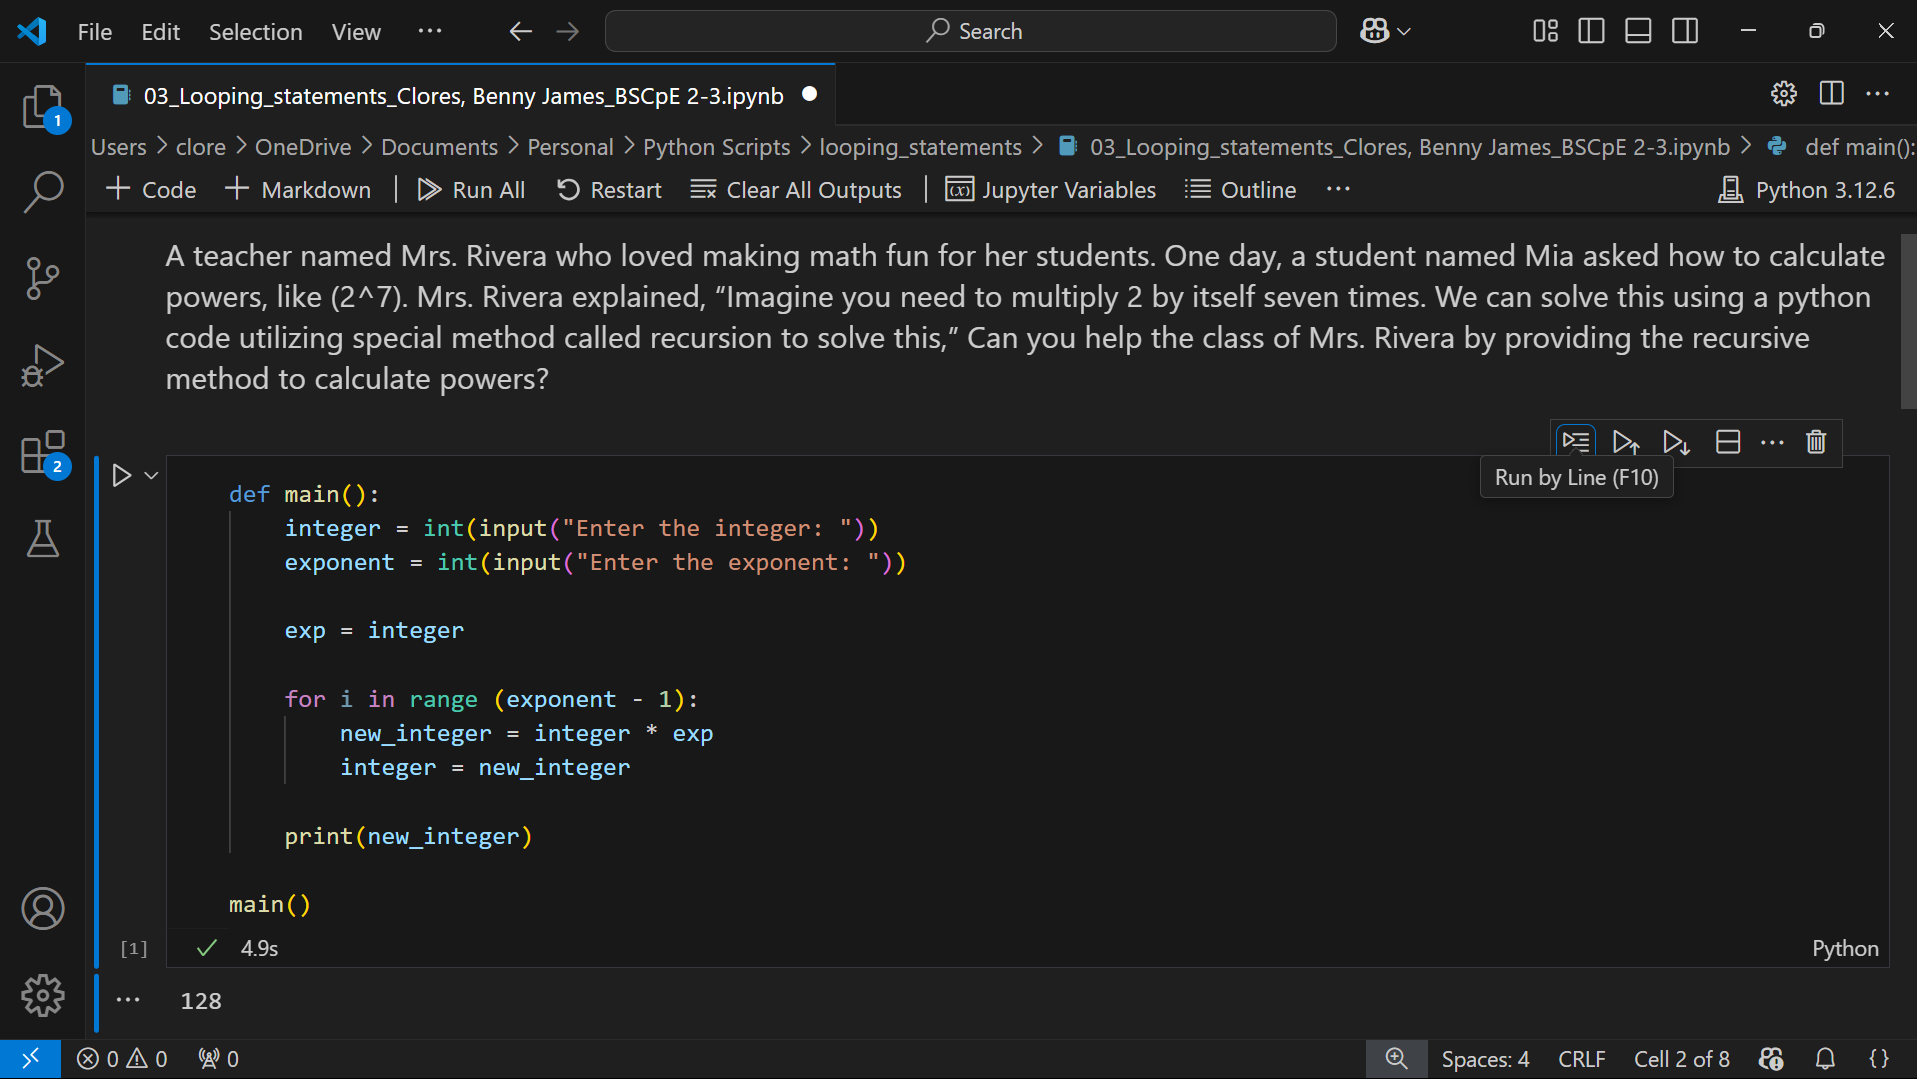 File Edit Selection View ··· Search
03_Looping_statements_Clores, Benny James_BSCpE 2-3.ipynb
1
Users > clore > OneDrive > Documents > Personal > Python Scripts > looping_statements > 03_Looping_statements_Clores, Benny James_BSCpE 2-3.ipynb > def main():
+ Code + Markdown | Run All Restart Clear All Outputs | Jupyter Variables Outline ··· Python 3.12.6
A teacher named Mrs. Rivera who loved making math fun for her students. One day, a student named Mia asked how to calculate
powers, like (2^7). Mrs. Rivera explained, “Imagine you need to multiply 2 by itself seven times. We can solve this using a python
code utilizing special method called recursion to solve this,” Can you help the class of Mrs. Rivera by providing the recursive
method to calculate powers?
2
Run by Line (F10)
def main():
    integer = int(input("Enter the integer: "))
    exponent = int(input("Enter the exponent: "))
    exp = integer
    for i in range (exponent - 1):
        new_integer = integer * exp
        integer = new_integer
    print(new_integer)
main()
[1] 4.9s Python
··· 128
0 0 0 Spaces: 4 CRLF Cell 2 of 8 {}